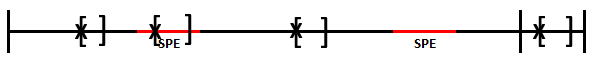 x [ ] x [ ] x [ ] x [ ]
SPE SPE